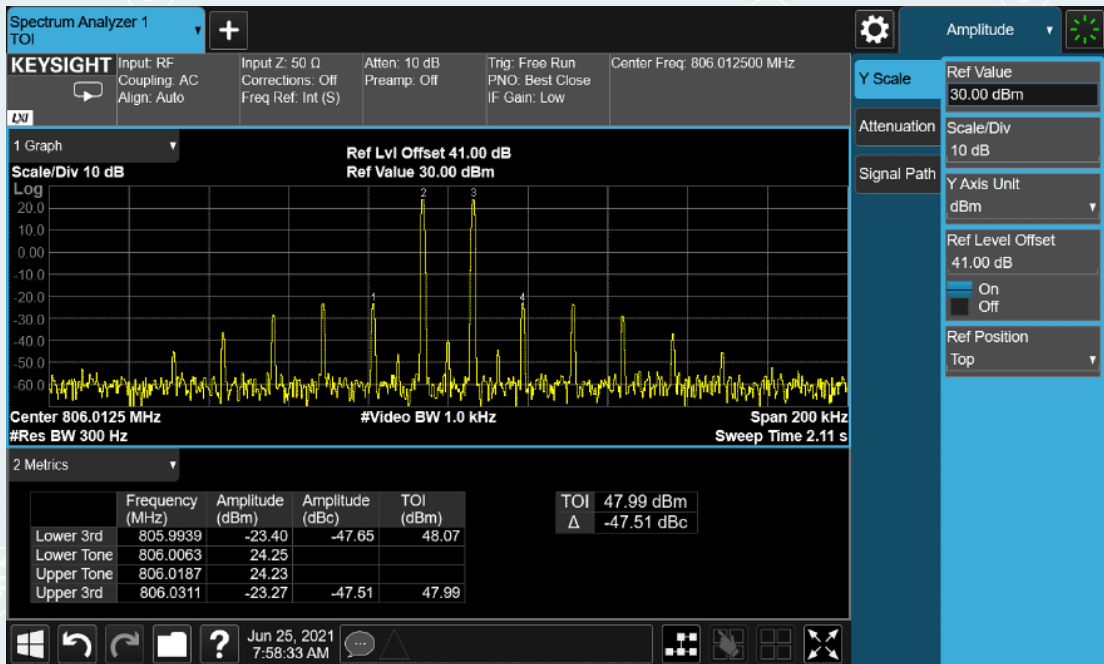 Spectrum Analyzer 1
TOI
+
Amplitude
KEYSIGHT
LXI
Input: RF
Coupling: AC
Align: Auto
Input Z: 50 Ω
Corrections: Off
Freq Ref: Int (S)
Atten: 10 dB
Preamp: Off
Trig: Free Run
PNO: Best Close
IF Gain: Low
Center Freq: 806.012500 MHz
Y Scale
Attenuation
Signal Path
Ref Value
30.00 dBm
Scale/Div
10 dB
Y Axis Unit
dBm
Ref Level Offset
41.00 dB
On
Off
Ref Position
Top
1 Graph
Scale/Div 10 dB
Ref Lvl Offset 41.00 dB
Ref Value 30.00 dBm
Log
20.0
10.0
0.00
-10.0
-20.0
-30.0
-40.0
-50.0
-60.0
2 3
1 4
Center 806.0125 MHz #Video BW 1.0 kHz Span 200 kHz
#Res BW 300 Hz Sweep Time 2.11 s
2 Metrics
Frequency Amplitude Amplitude TOI
(MHz) (dBm) (dBc) (dBm)
Lower 3rd 805.9939 -23.40 -47.65 48.07
Lower Tone 806.0063 24.25
Upper Tone 806.0187 24.23
Upper 3rd 806.0311 -23.27 -47.51 47.99
TOI 47.99 dBm
Δ -47.51 dBc
?
Jun 25, 2021
7:58:33 AM